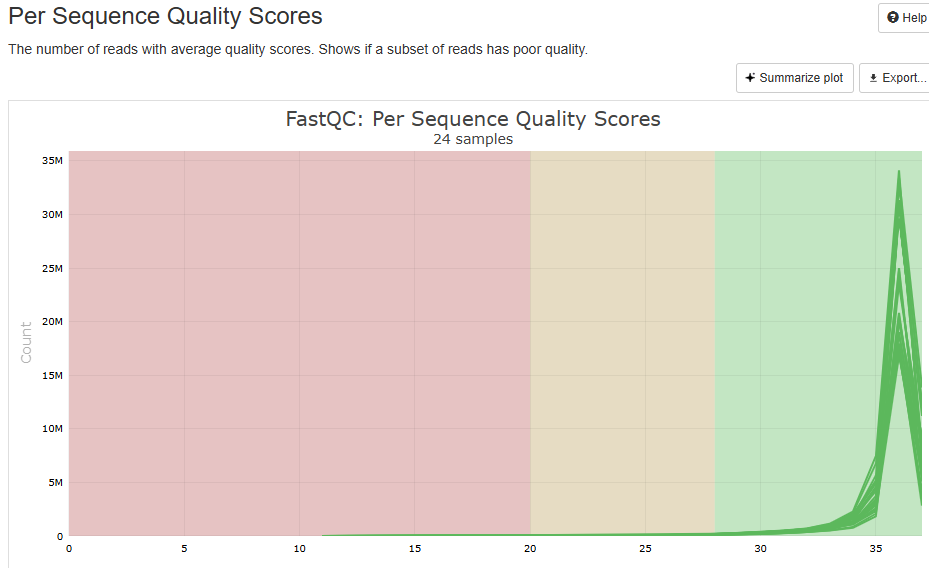 Per Sequence Quality Scores
Help
The number of reads with average quality scores. Shows if a subset of reads has poor quality.
Summarize plot
Export...
FastQC: Per Sequence Quality Scores
24 samples
35M
30M
25M
20M
15M
10M
5M
0
Count
0 5 10 15 20 25 30 35